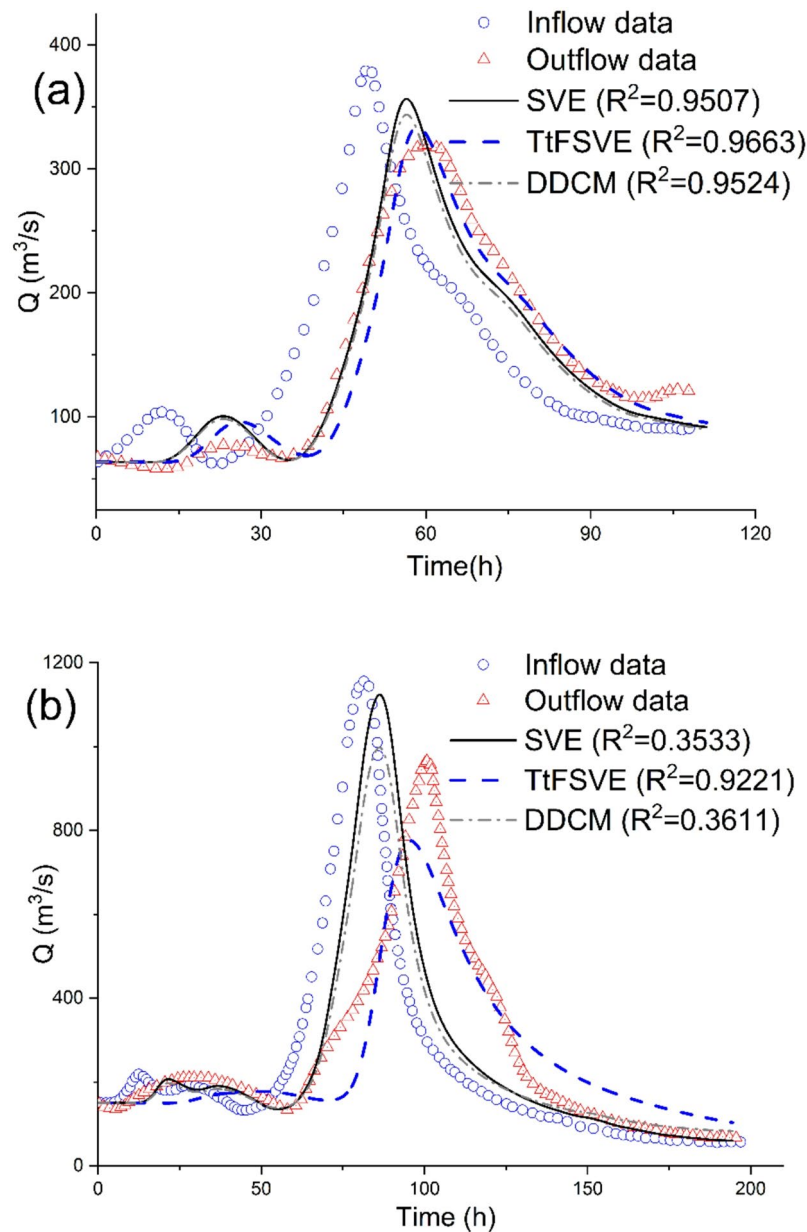 (a)
Inflow data
Outflow data
SVE (R²=0.9507)
TtFSVE (R²=0.9663)
DDCM (R²=0.9524)
400
300
200
100
Q (m³/s)
0 30 60 90 120
Time(h)
(b)
Inflow data
Outflow data
SVE (R²=0.3533)
TtFSVE (R²=0.9221)
DDCM (R²=0.3611)
1200
800
400
0
Q (m³/s)
0 50 100 150 200
Time (h)